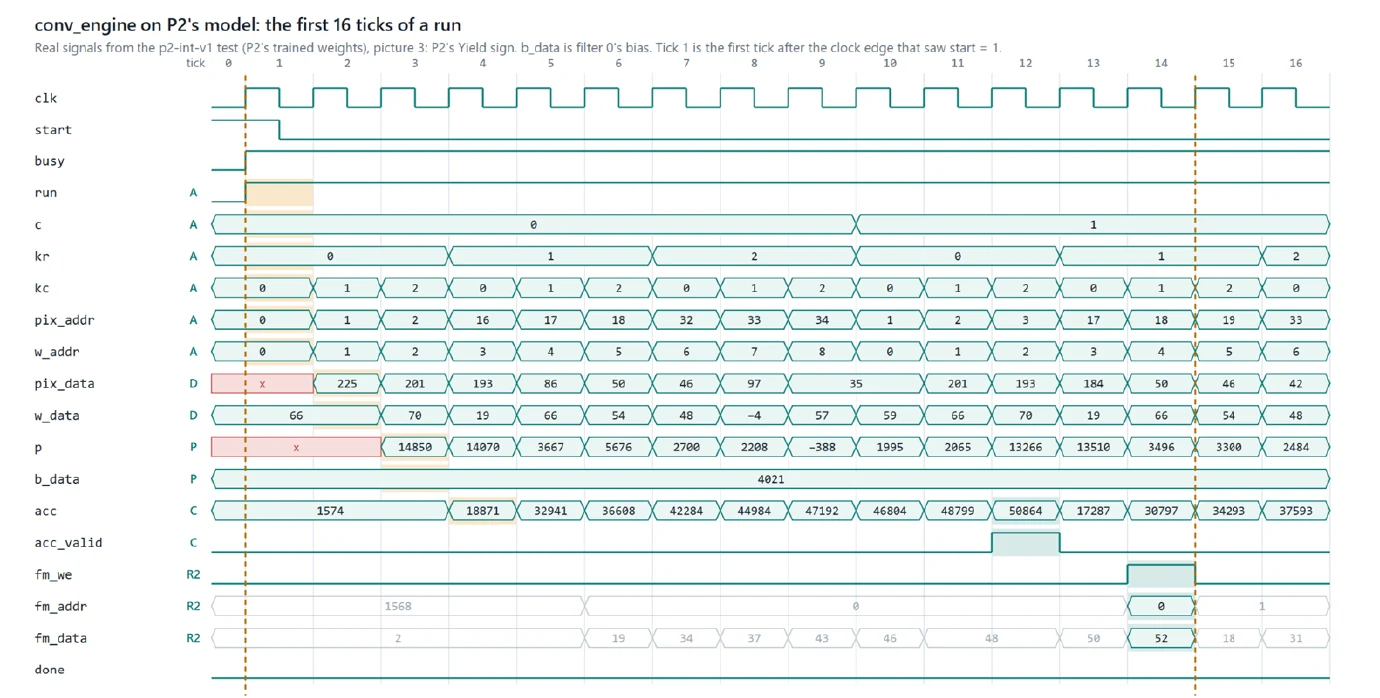 conv_engine on P2's model: the first 16 ticks of a run
Real signals from the p2-int-v1 test (P2's trained weights), picture 3: P2's Yield sign. b_data is filter 0's bias. Tick 1 is the first tick after the clock edge that saw start = 1.
tick 0 1 2 3 4 5 6 7 8 9 10 11 12 13 14 15 16
clk
start
busy
run A
c A 0 1
kr A 0 1 2 0 1 2
kc A 0 1 2 0 1 2 0 1 2 0 1 2 0 1 2 0
pix_addr A 0 1 2 16 17 18 32 33 34 1 2 3 17 18 19 33
w_addr A 0 1 2 3 4 5 6 7 8 0 1 2 3 4 5 6
pix_data D x 225 201 193 86 50 46 97 35 201 193 184 50 46 42
w_data D 66 70 19 66 54 48 −4 57 59 66 70 19 66 54 48
p P x 14850 14070 3667 5676 2700 2208 −388 1995 2065 13266 13510 3496 3300 2484
b_data P 4021
acc C 1574 18871 32941 36608 42284 44984 47192 46804 48799 50864 17287 30797 34293 37593
acc_valid C
fm_we R2
fm_addr R2 1568 0 0 1
fm_data R2 2 19 34 37 43 46 48 50 52 18 31
done